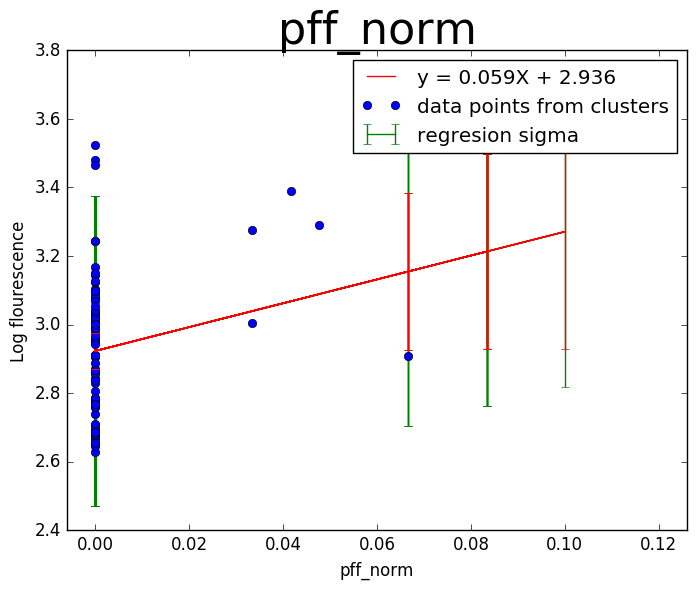 pff_norm
3.8
3.6
3.4
3.2
3.0
2.8
2.6
2.4
Log flourescence
y = 0.059X + 2.936
data points from clusters
regresion sigma
0.00 0.02 0.04 0.06 0.08 0.10 0.12
pff_norm